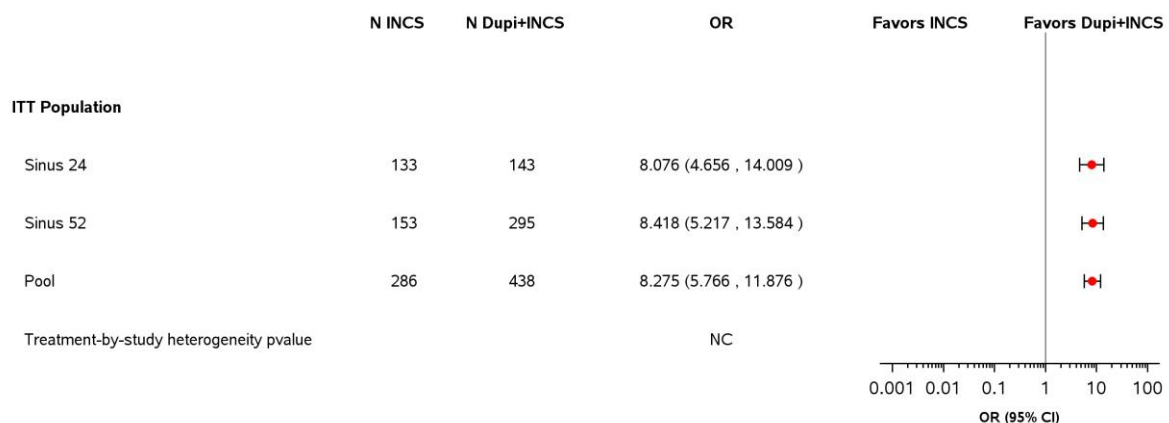 N INCS N Dupi+INCS OR Favors INCS Favors Dupi+INCS
ITT Population
Sinus 24 133 143 8.076 (4.656 , 14.009 )
Sinus 52 153 295 8.418 (5.217 , 13.584 )
Pool 286 438 8.275 (5.766 , 11.876 )
Treatment-by-study heterogeneity pvalue NC
0.001 0.01 0.1 1 10 100
OR (95% CI)